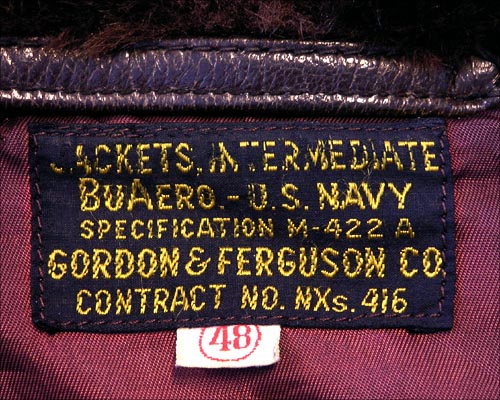 JACKETS, INTERMEDIATE
BUAERO.-U.S. NAVY
SPECIFICATION M-422 A
GORDON & FERGUSON CO
CONTRACT NO. NXs. 416
48